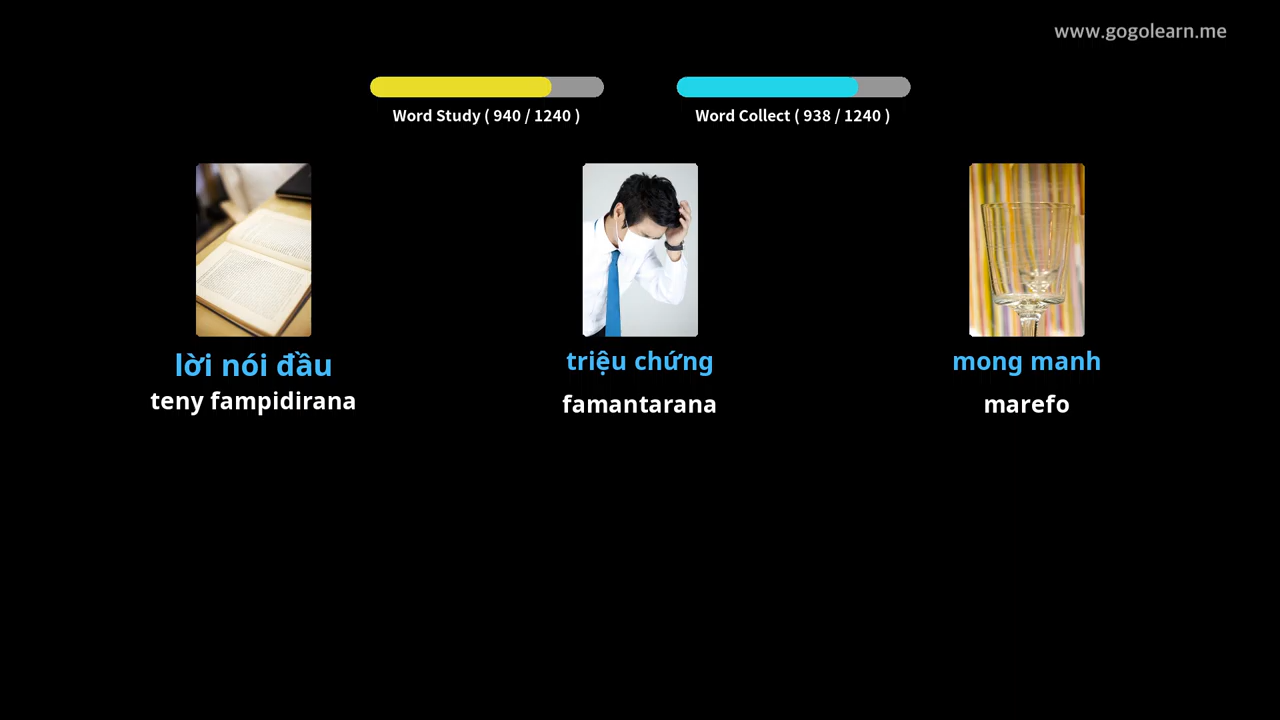 www.gogolearn.me
Word Study ( 940 / 1240 )
Word Collect ( 938 / 1240 )
lời nói đầu
teny fampidirana
triệu chứng
famantarana
mong manh
marefo